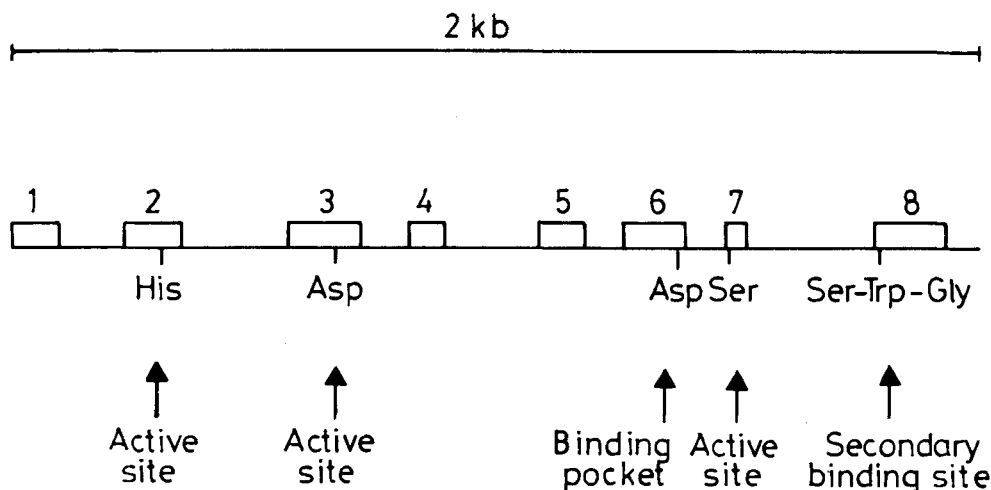 2 kb
1 2 3 4 5 6 7 8
His Asp Asp Ser Ser-Trp-Gly
Active site
Active site
Binding pocket
Active site
Secondary binding site